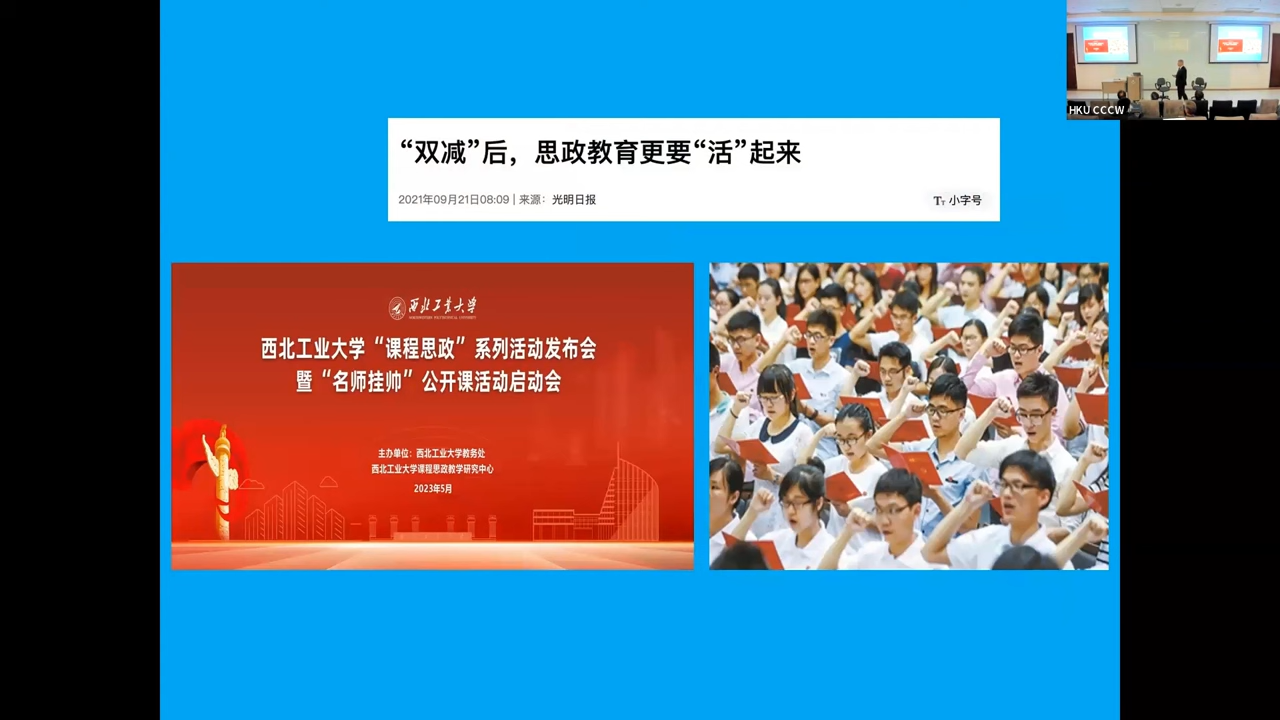 HKU CCCW
“双减”后，思政教育更要“活”起来
2021年09月21日08:09 | 来源：光明日报
TT 小字号
西北工业大学
西北工业大学“课程思政”系列活动发布会
暨“名师挂帅”公开课活动启动会
主办单位：西北工业大学教务处
西北工业大学课程思政教学研究中心
2023年5月